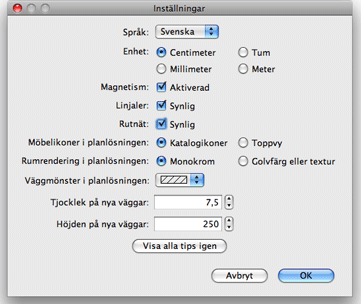 Inställningar
Språk: Svenska
Enhet: Centimeter Tum
Millimeter Meter
Magnetism: Aktiverad
Linjaler: Synlig
Rutnät: Synlig
Möbelikoner i planlösningen: Katalogikoner Toppvy
Rumrendering i planlösningen: Monokrom Golvfärg eller textur
Väggmönster i planlösningen:
Tjocklek på nya väggar: 7,5
Höjden på nya väggar: 250
Visa alla tips igen
Avbryt OK